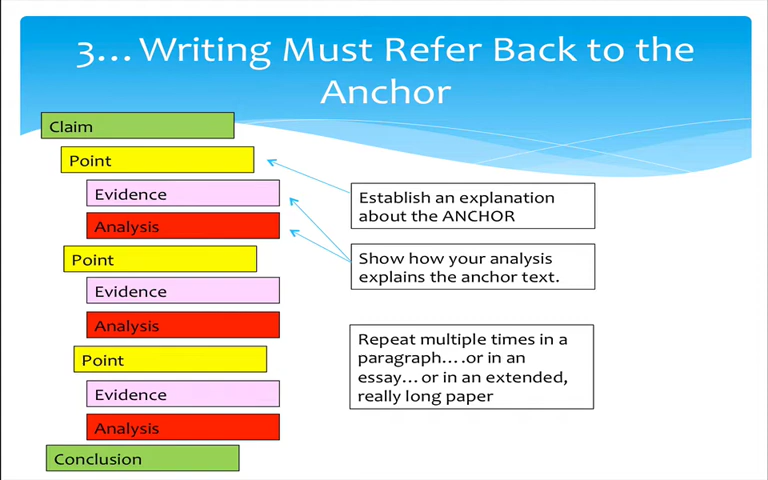 3... Writing Must Refer Back to the
Anchor
Claim
Point
Evidence
Analysis
Point
Evidence
Analysis
Point
Evidence
Analysis
Conclusion
Establish an explanation
about the ANCHOR
Show how your analysis
explains the anchor text.
Repeat multiple times in a
paragraph.... .or in an
essay... or in an extended,
really long paper